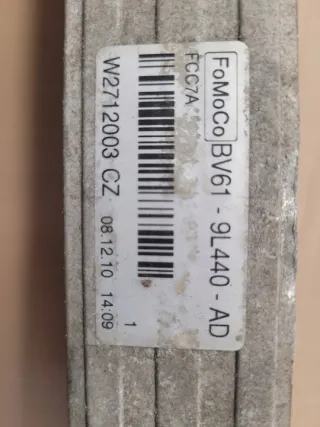 FoMoCo BV61 - 9L440 - AD
FCC7A
W2712003 CZ 08.12.10 14:09 1